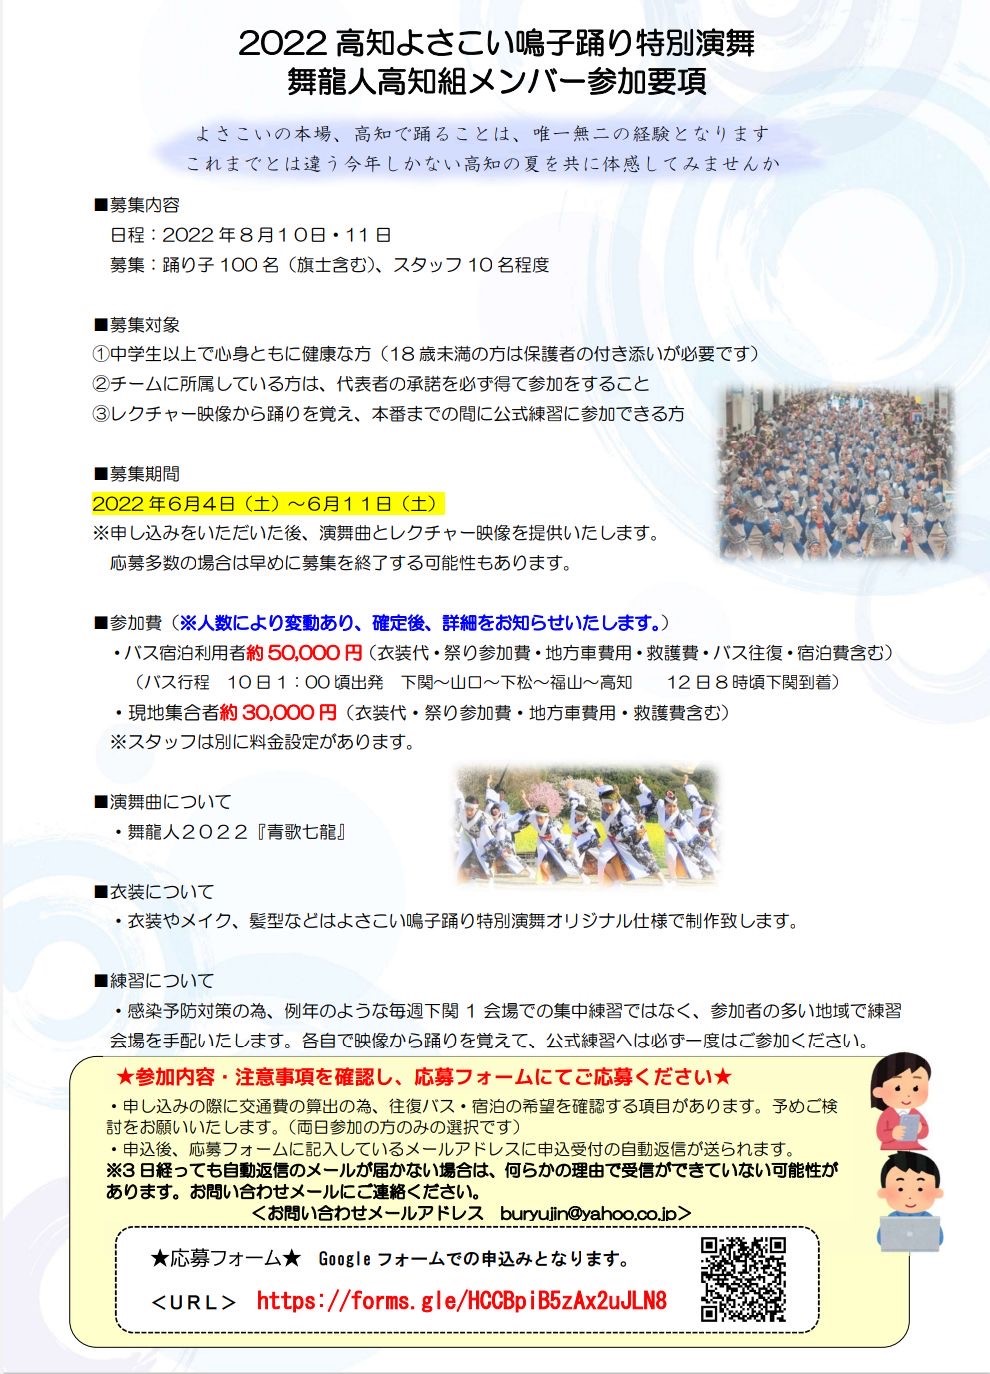 2022 高知よさこい鳴子踊り特別演舞
舞龍人高知組メンバー参加要項
よさこいの本場、高知で踊ることは、唯一無二の経験となります
これまでとは違う今年しかない高知の夏を共に体感してみませんか
■募集内容
日程：2022年８月１０日・11日
募集：踊り子100名（旗士含む）、スタッフ10名程度
■募集対象
①中学生以上で心身ともに健康な方（18歳未満の方は保護者の付き添いが必要です）
②チームに所属している方は、代表者の承諾を必ず得て参加をすること
③レクチャー映像から踊りを覚え、本番までの間に公式練習に参加できる方
■募集期間
2022年６月４日（土）～６月１１日（土）
※申し込みをいただいた後、演舞曲とレクチャー映像を提供いたします。
応募多数の場合は早めに募集を終了する可能性もあります。
■参加費（※人数により変動あり、確定後、詳細をお知らせいたします。）
・バス宿泊利用者約50,000円（衣装代・祭り参加費・地方車費用・救護費・バス往復・宿泊費含む）
（バス行程　１０日１：００頃出発　下関～山口～下松～福山～高知　　１２日８時頃下関到着）
・現地集合者約30,000円（衣装代・祭り参加費・地方車費用・救護費含む）
※スタッフは別に料金設定があります。
■演舞曲について
・舞龍人２０２２『青歌七龍』
■衣装について
・衣装やメイク、髪型などはよさこい鳴子踊り特別演舞オリジナル仕様で制作致します。
■練習について
・感染予防対策の為、例年のような毎週下関１会場での集中練習ではなく、参加者の多い地域で練習
会場を手配いたします。各自で映像から踊りを覚えて、公式練習へは必ず一度はご参加ください。
★参加内容・注意事項を確認し、応募フォームにてご応募ください★
・申し込みの際に交通費の算出の為、往復バス・宿泊の希望を確認する項目があります。予めご検
討をお願いいたします。（両日参加の方のみの選択です）
・申込後、応募フォームに記入しているメールアドレスに申込受付の自動返信が送られます。
※3日経っても自動返信のメールが届かない場合は、何らかの理由で受信ができていない可能性が
あります。お問い合わせメールにご連絡ください。
＜お問い合わせメールアドレス　buryujin@yahoo.co.jp＞
★応募フォーム★　Googleフォームでの申込みとなります。
＜ＵＲＬ＞　https://forms.gle/HCCBpiB5zAx2uJLN8